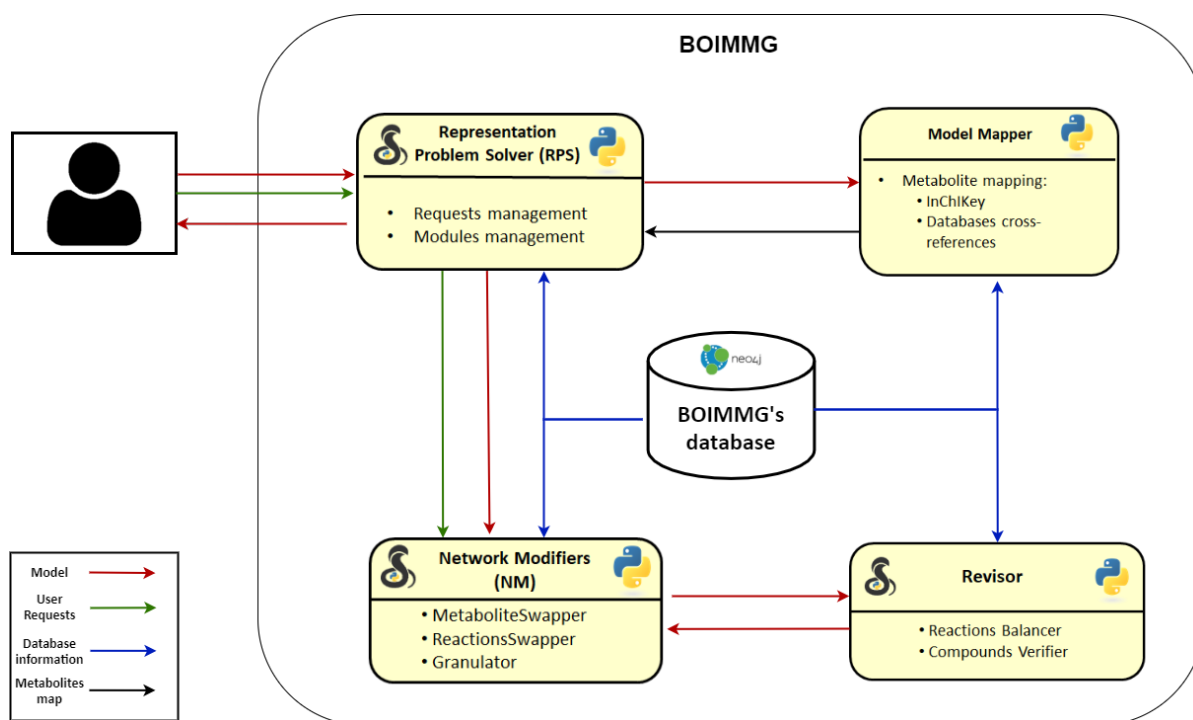 BOIMMG
Representation
Problem Solver (RPS)
• Requests management
• Modules management
Model Mapper
• Metabolite mapping:
• InChIKey
• Databases cross-
references
neo4j
BOIMMG's
database
Network Modifiers
(NM)
• MetaboliteSwapper
• ReactionsSwapper
• Granulator
Revisor
• Reactions Balancer
• Compounds Verifier
Model
User
Requests
Database
information
Metabolites
map